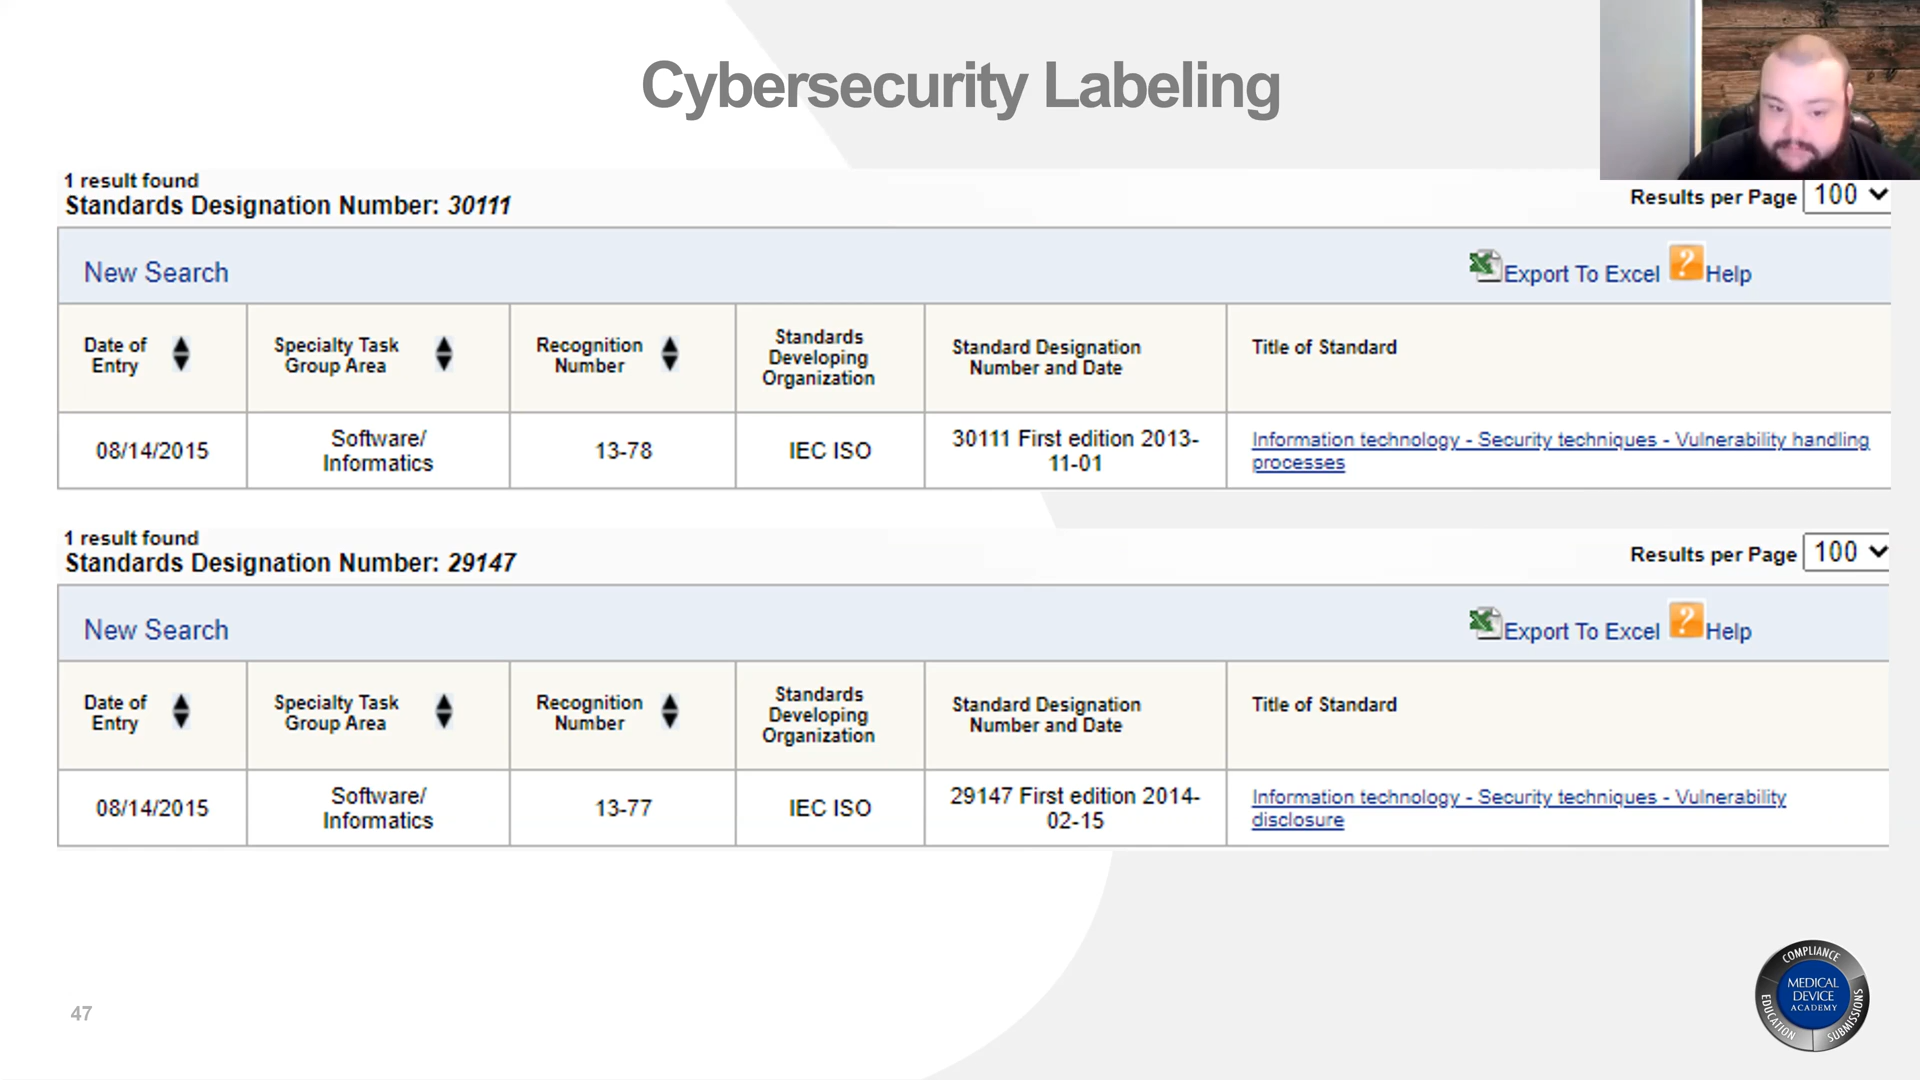 Cybersecurity Labeling
1 result found
Standards Designation Number: 30111
Results per Page 100
New Search
Export To Excel ? Help
Date of Entry
Specialty Task Group Area
Recognition Number
Standards Developing Organization
Standard Designation Number and Date
Title of Standard
08/14/2015
Software/ Informatics
13-78
IEC ISO
30111 First edition 2013-11-01
Information technology - Security techniques - Vulnerability handling processes
1 result found
Standards Designation Number: 29147
Results per Page 100
New Search
Export To Excel ? Help
Date of Entry
Specialty Task Group Area
Recognition Number
Standards Developing Organization
Standard Designation Number and Date
Title of Standard
08/14/2015
Software/ Informatics
13-77
IEC ISO
29147 First edition 2014-02-15
Information technology - Security techniques - Vulnerability disclosure
47
COMPLIANCE
MEDICAL
DEVICE
ACADEMY
EDUCATION
SUBMISSIONS